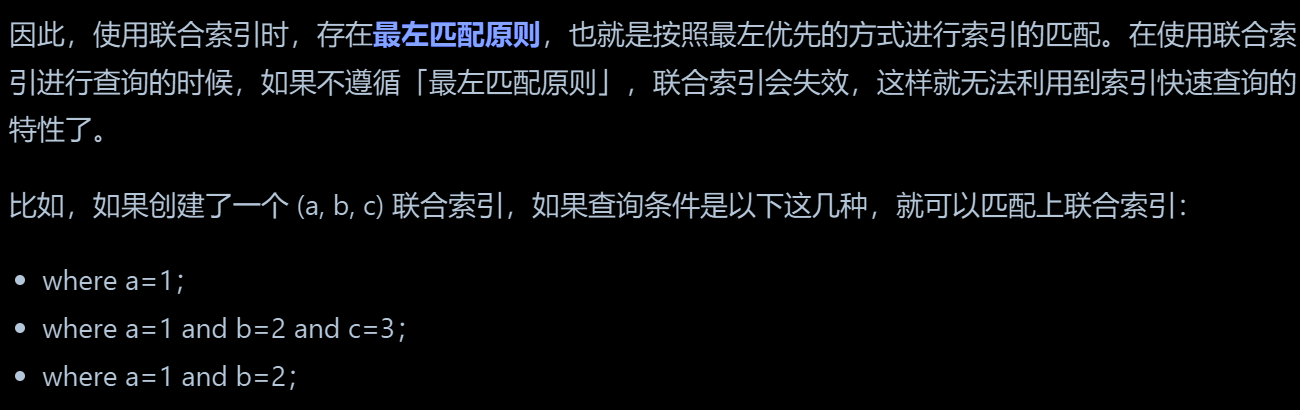 因此，使用联合索引时，存在最左匹配原则，也就是按照最左优先的方式进行索引的匹配。在使用联合索
引进行查询的时候，如果不遵循「最左匹配原则」，联合索引会失效，这样就无法利用到索引快速查询的
特性了。
比如，如果创建了一个 (a, b, c) 联合索引，如果查询条件是以下这几种，就可以匹配上联合索引：
• where a=1；
• where a=1 and b=2 and c=3；
• where a=1 and b=2；